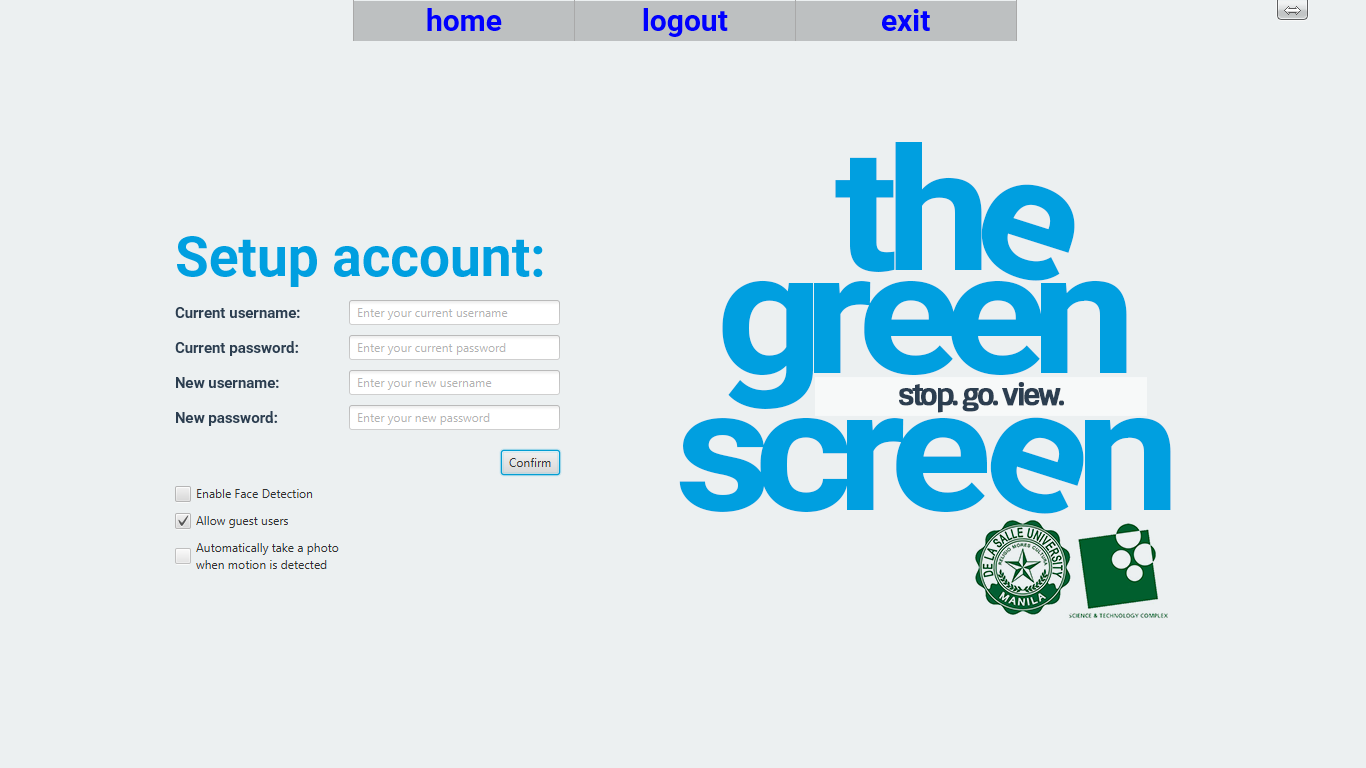 home logout exit
Setup account:
Current username: Enter your current username
Current password: Enter your current password
New username: Enter your new username
New password: Enter your new password
Confirm
Enable Face Detection
Allow guest users
Automatically take a photo
when motion is detected
the
green
stop. go. view.
screen
DE LA SALLE UNIVERSITY
RELIGIO MORES CULTURA
MANILA
SCIENCE & TECHNOLOGY COMPLEX